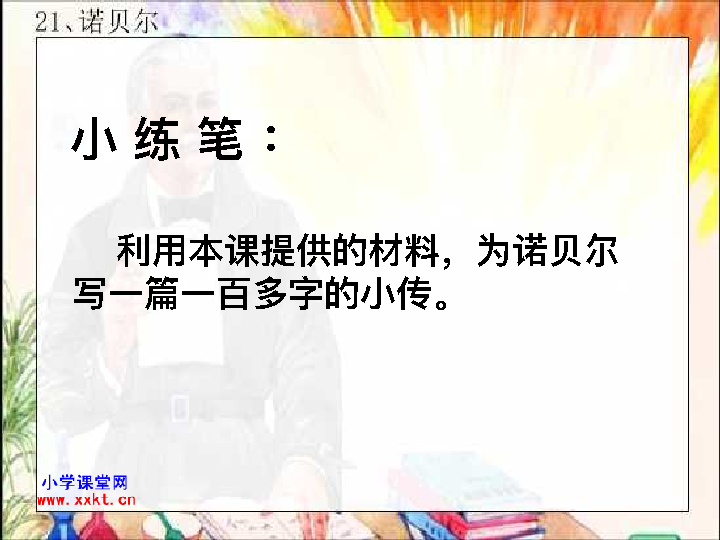 21、诺贝尔
小练笔：
利用本课提供的材料，为诺贝尔
写一篇一百多字的小传。
小学课堂网
www.xxkt.cn